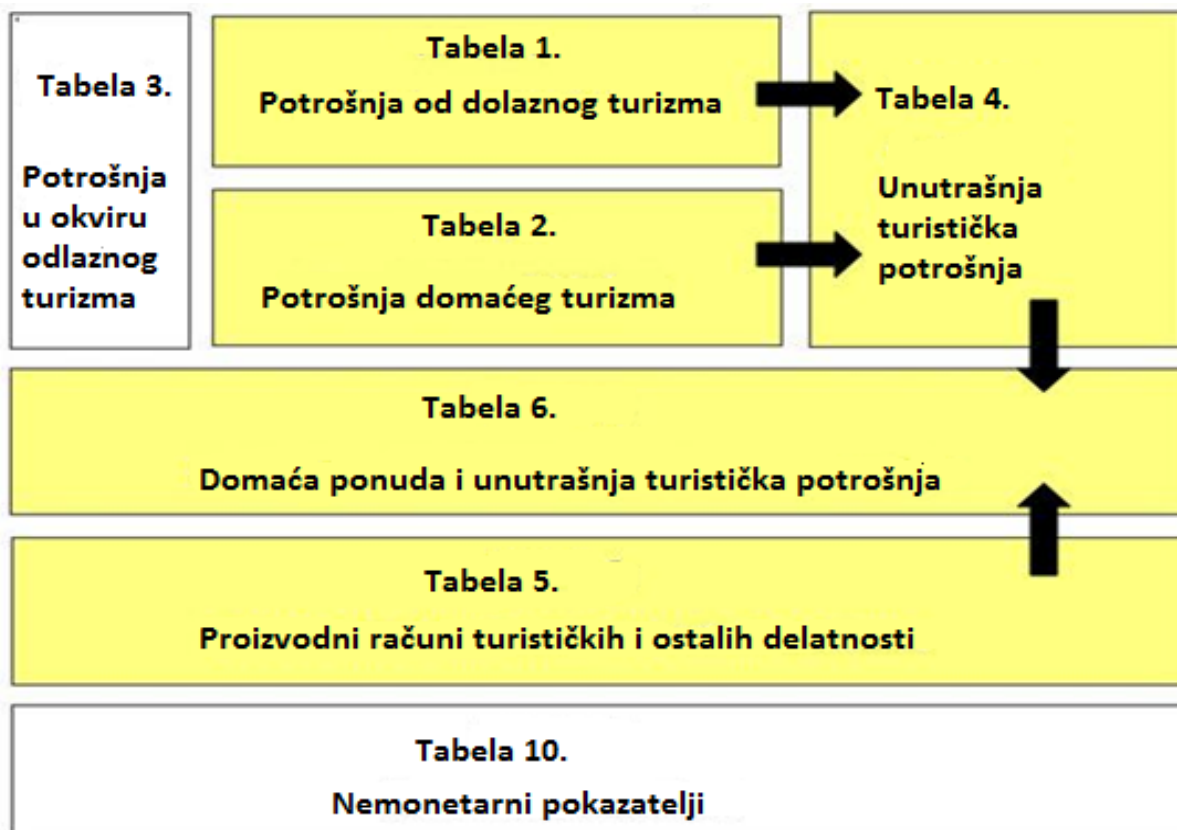 Tabela 3.
Potrošnja
u okviru
odlaznog
turizma
Tabela 1.
Potrošnja od dolaznog turizma
Tabela 2.
Potrošnja domaćeg turizma
Tabela 4.
Unutrašnja
turistička
potrošnja
Tabela 6.
Domaća ponuda i unutrašnja turistička potrošnja
Tabela 5.
Proizvodni računi turističkih i ostalih delatnosti
Tabela 10.
Nemonetarni pokazatelji